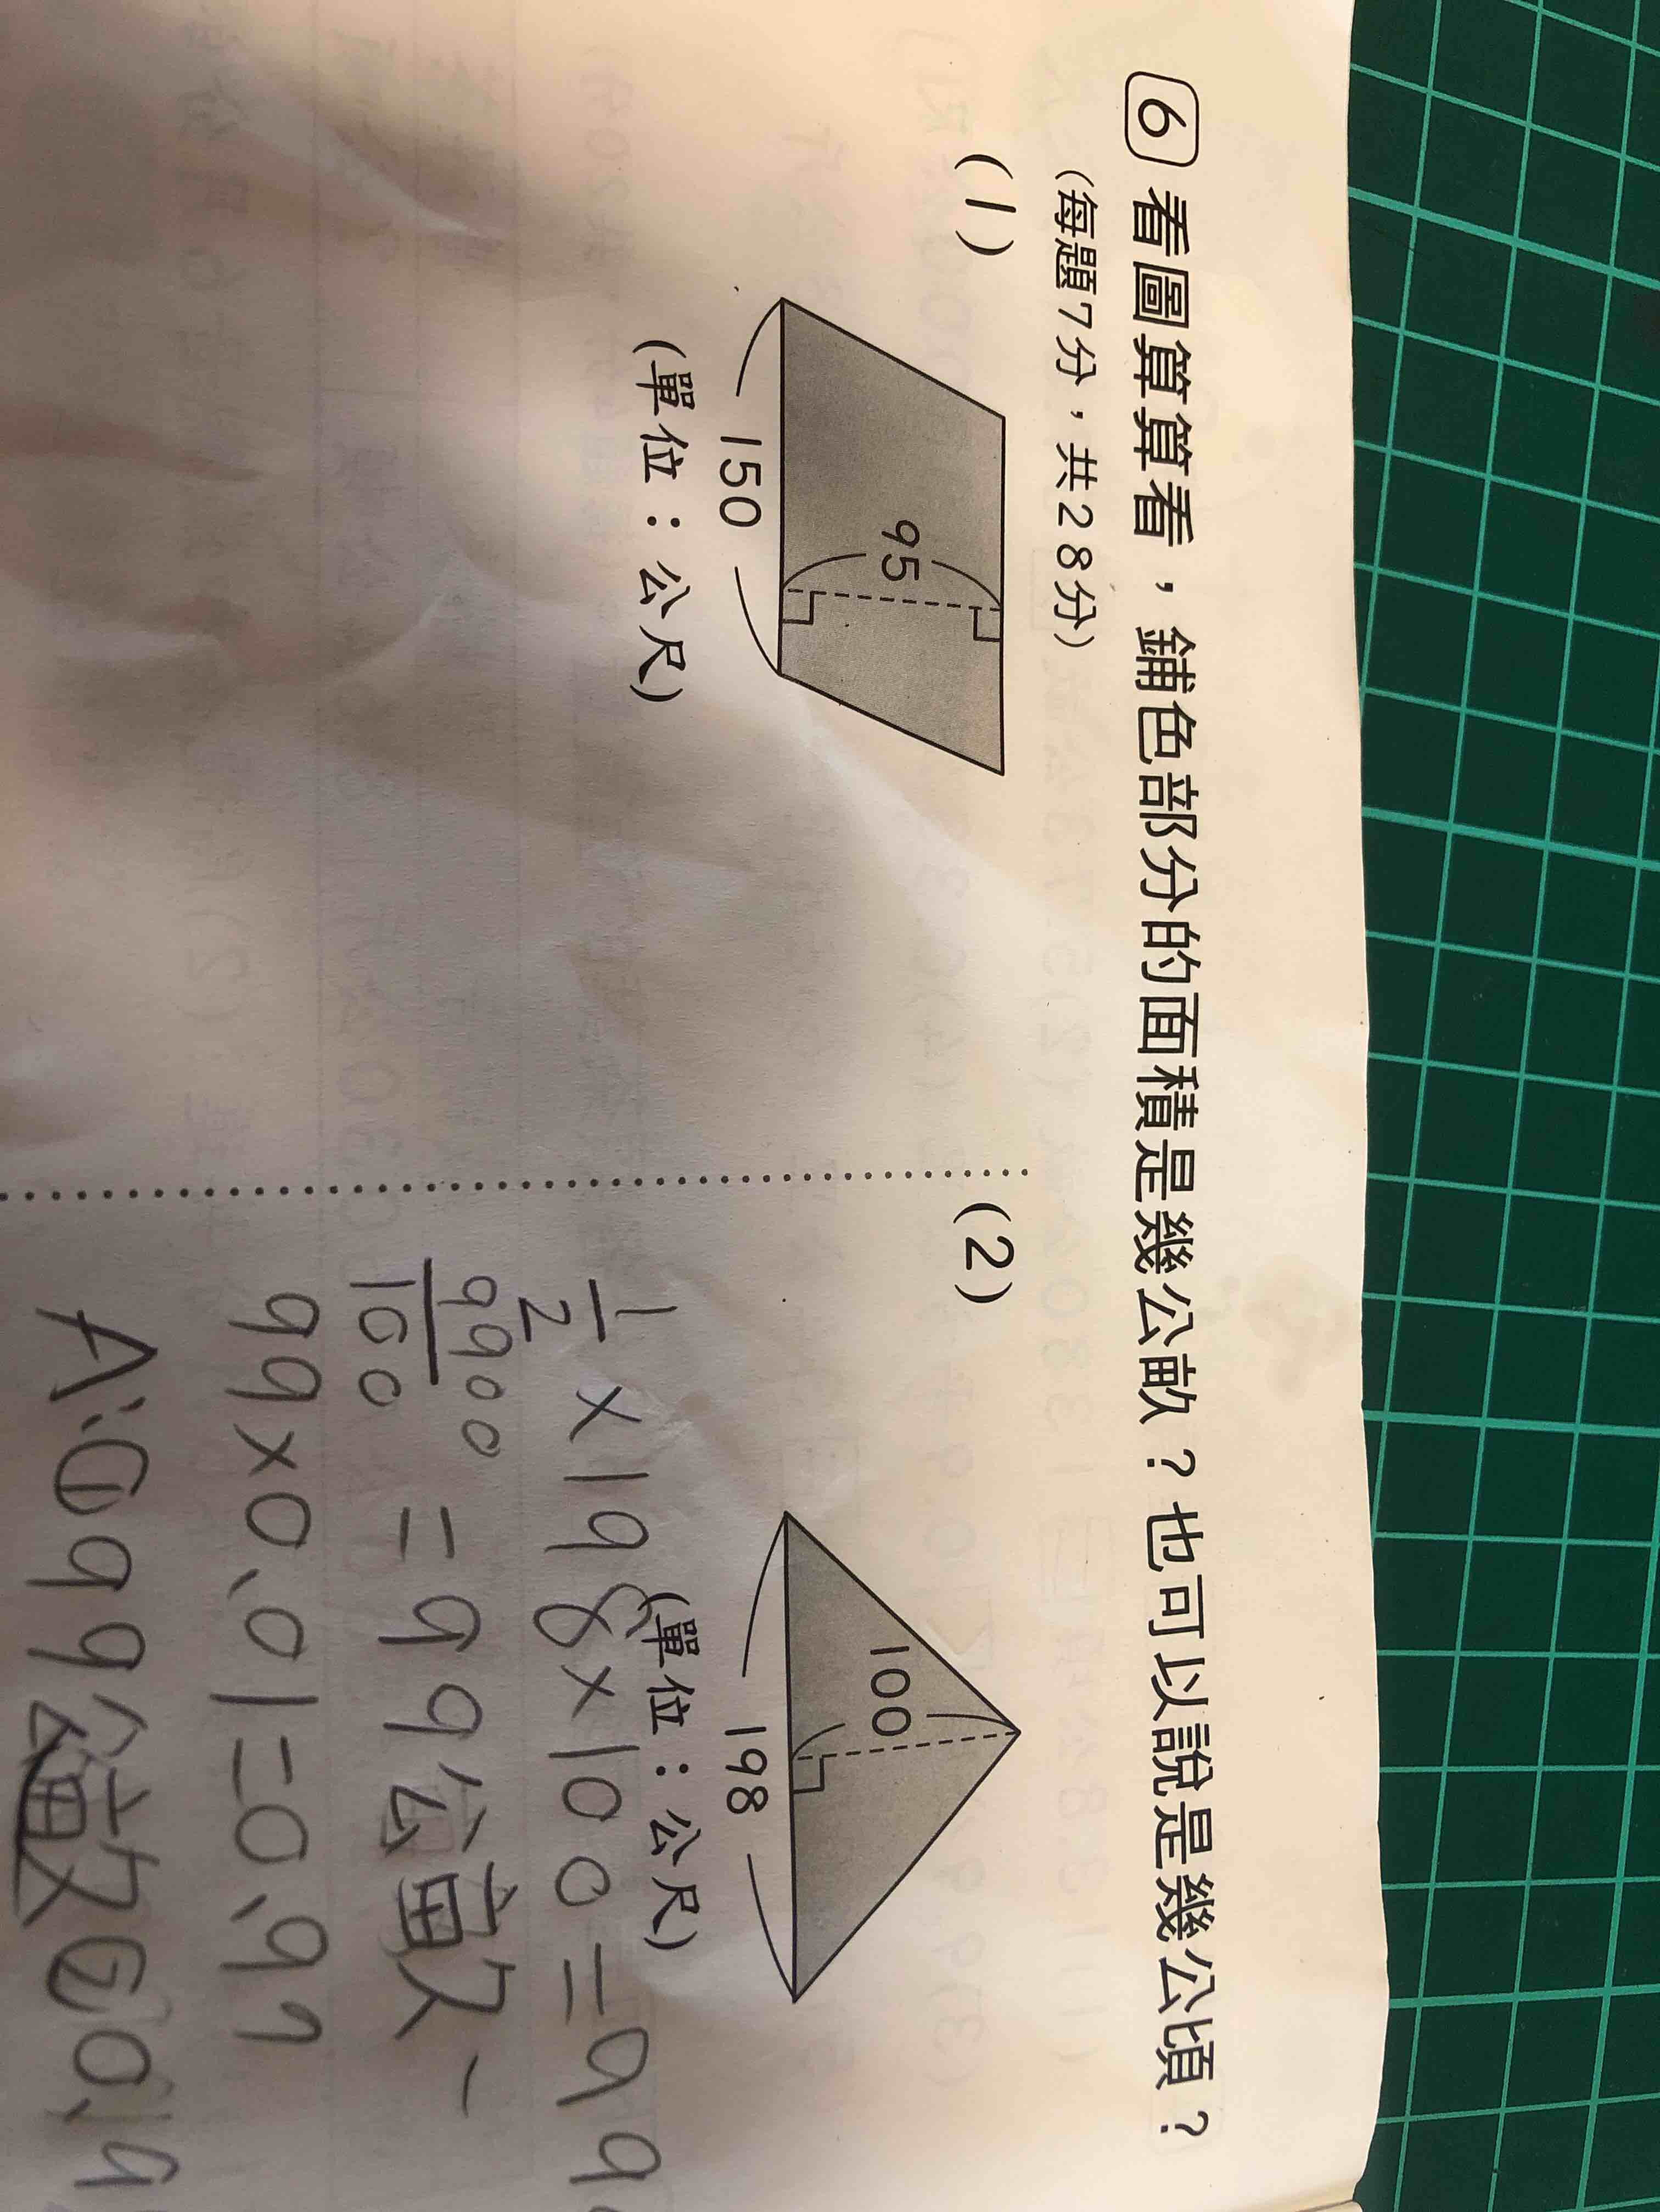 6 看圖算算看，鋪色部分的面積是幾公畝？也可以說是幾公頃？
(每題7分，共28分)
(1)
95
150
(單位：公尺)
(2)
100
198
(單位：公尺)
1/2×198×100=99
9900/100=99公畝
99×0.01=0.99
A:①99公畝②0.9